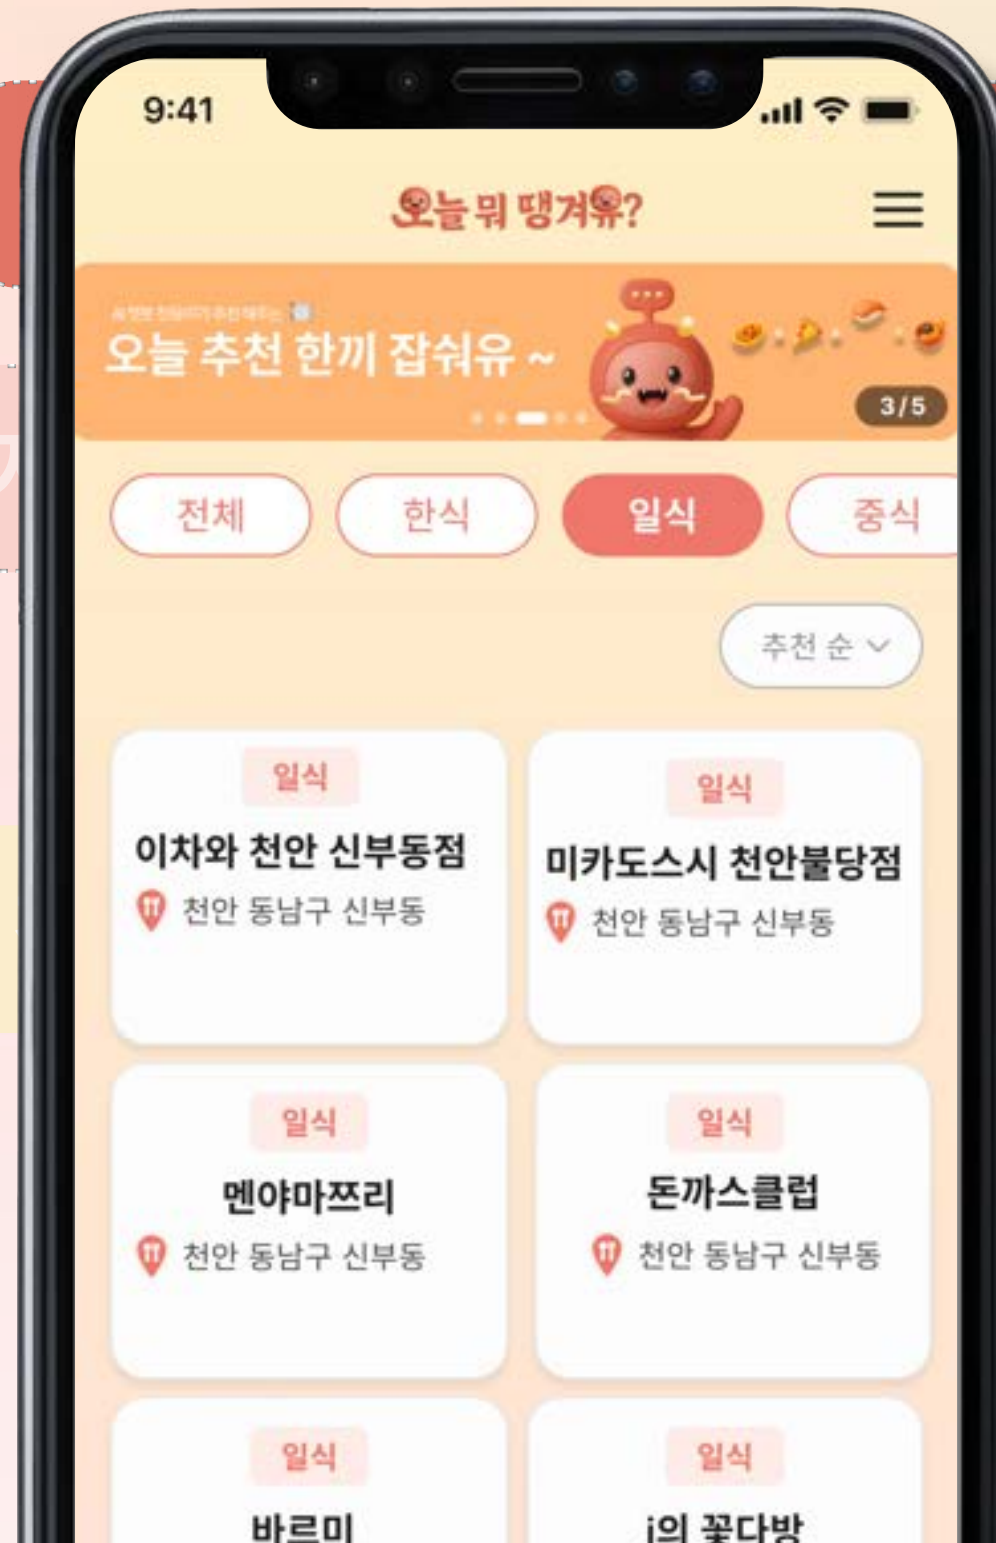 9:41
오늘 뭐 땡겨유?
오늘 추천 한끼 잡숴유 ~
3/5
전체 한식 일식 중식
추천 순
일식 일식
이차와 천안 신부동점 미카도스시 천안불당점
천안 동남구 신부동 천안 동남구 신부동
일식 일식
멘야마쯔리 돈까스클럽
천안 동남구 신부동 천안 동남구 신부동
일식 일식
바르미 j의 꽃다방